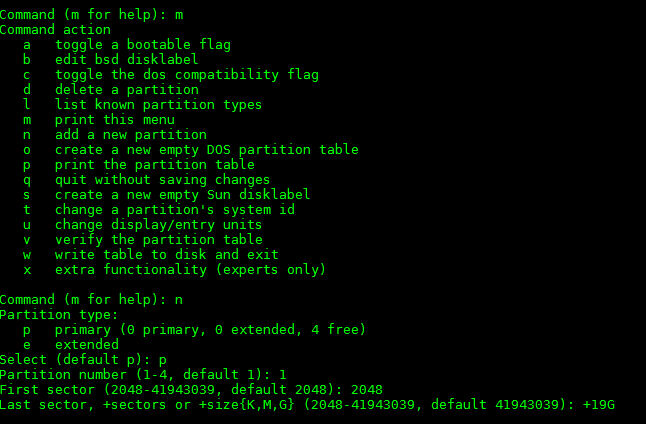 Command (m for help): m
Command action
a   toggle a bootable flag
b   edit bsd disklabel
c   toggle the dos compatibility flag
d   delete a partition
l   list known partition types
m   print this menu
n   add a new partition
o   create a new empty DOS partition table
p   print the partition table
q   quit without saving changes
s   create a new empty Sun disklabel
t   change a partition's system id
u   change display/entry units
v   verify the partition table
w   write table to disk and exit
x   extra functionality (experts only)
Command (m for help): n
Partition type:
p   primary (0 primary, 0 extended, 4 free)
e   extended
Select (default p): p
Partition number (1-4, default 1): 1
First sector (2048-41943039, default 2048): 2048
Last sector, +sectors or +size{K,M,G} (2048-41943039, default 41943039): +19G